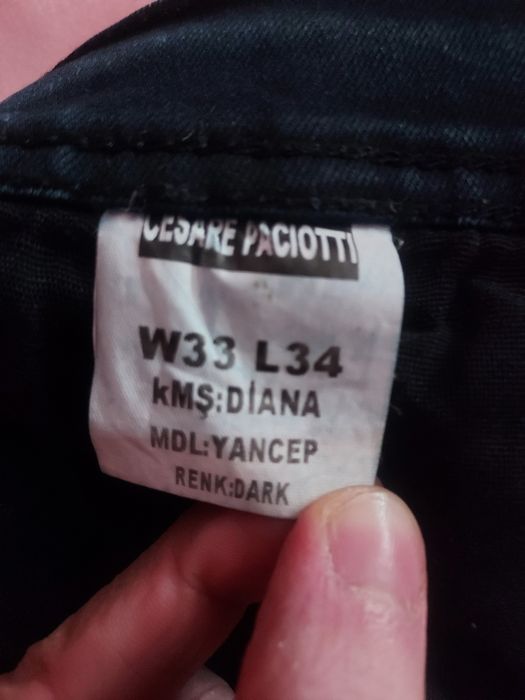 CESARE PACIOTTI
W33 L34
kMŞ:DİANA
MDL:YANCEP
RENK:DARK